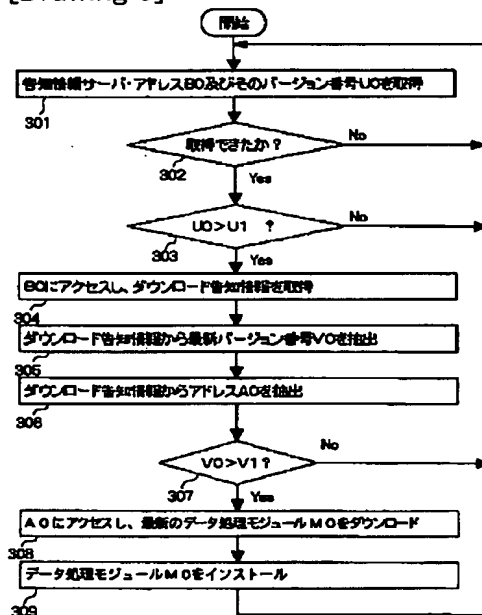 開始
告知情報サーバ・アドレスB0及びそのバージョン番号U0を取得
301
取得できたか?
No
302
Yes
U0>U1 ?
No
303
Yes
B0にアクセスし、ダウンロード告知情報を取得
304
ダウンロード告知情報から最新バージョン番号V0を抽出
305
ダウンロード告知情報からアドレスA0を抽出
306
No
V0>V1?
307
Yes
A0にアクセスし、最新のデータ処理モジュールM0をダウンロード
308
データ処理モジュールM0をインストール
309